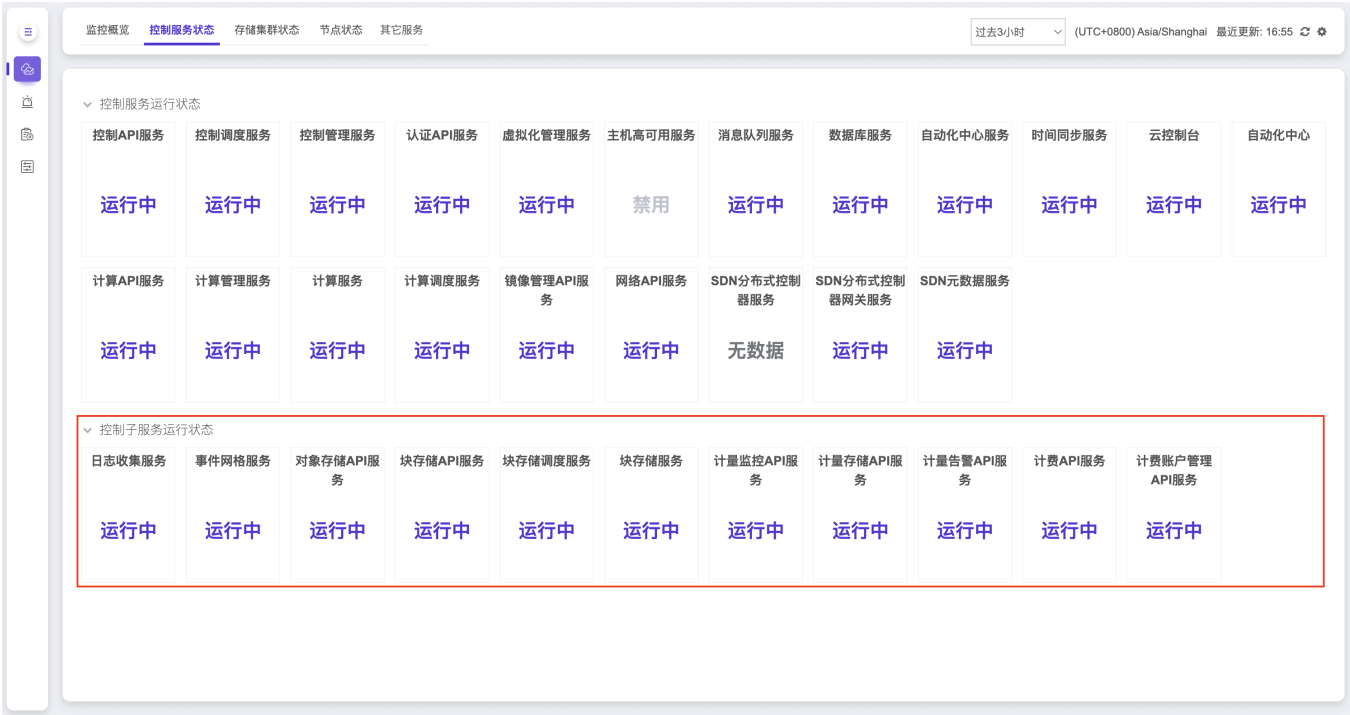 监控概览
控制服务状态
存储集群状态
节点状态
其它服务
过去3小时
(UTC+0800) Asia/Shanghai
最近更新: 16:55
控制服务运行状态
控制API服务
运行中
控制调度服务
运行中
控制管理服务
运行中
认证API服务
运行中
虚拟化管理服务
运行中
主机高可用服务
禁用
消息队列服务
运行中
数据库服务
运行中
自动化中心服务
运行中
时间同步服务
运行中
云控制台
运行中
自动化中心
运行中
计算API服务
运行中
计算管理服务
运行中
计算服务
运行中
计算调度服务
运行中
镜像管理API服
务
运行中
网络API服务
运行中
SDN分布式控制
器服务
无数据
SDN分布式控制
器网关服务
运行中
SDN元数据服务
运行中
控制子服务运行状态
日志收集服务
运行中
事件网格服务
运行中
对象存储API服
务
运行中
块存储API服务
运行中
块存储调度服务
运行中
块存储服务
运行中
计量监控API服
务
运行中
计量存储API服
务
运行中
计量告警API服
务
运行中
计费API服务
运行中
计费账户管理
API服务
运行中